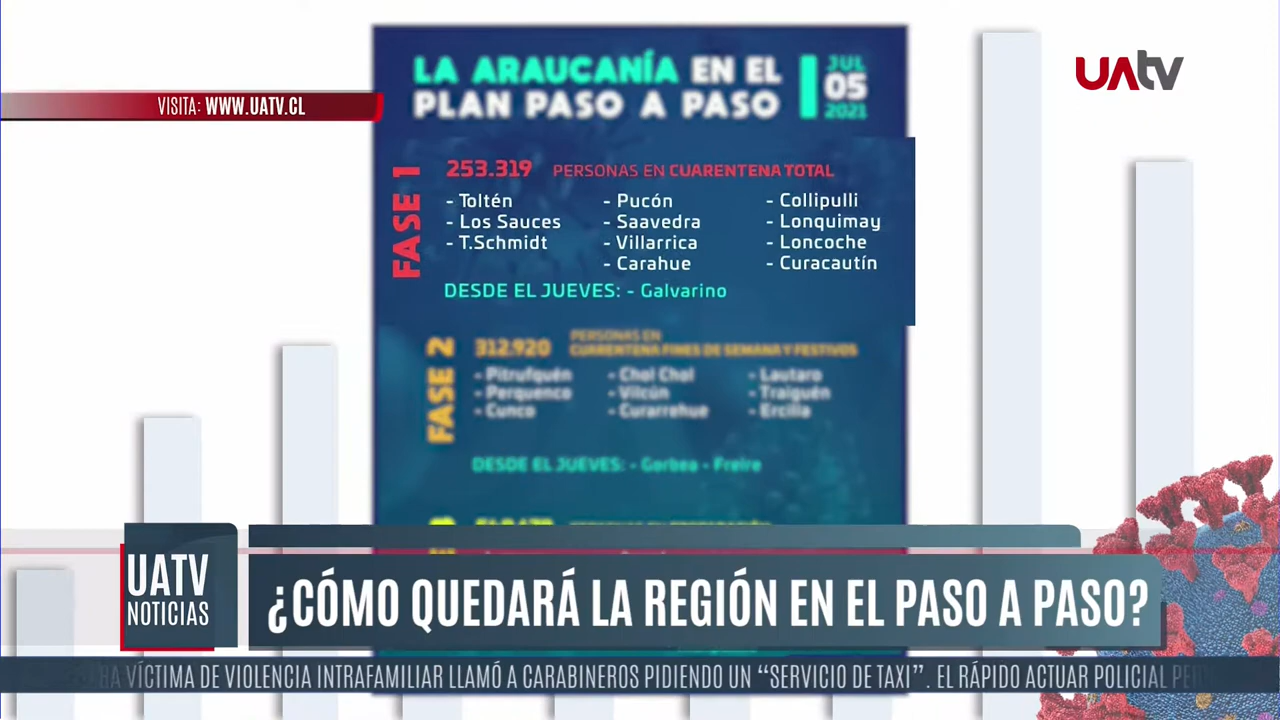 UATV
VISITA: WWW.UATV.CL
LA ARAUCANÍA EN EL
PLAN PASO A PASO
JUL
05
2021
FASE 1
253.319 PERSONAS EN CUARENTENA TOTAL
- Toltén
- Los Sauces
- T.Schmidt
- Pucón
- Saavedra
- Villarrica
- Carahue
- Collipulli
- Lonquimay
- Loncoche
- Curacautín
DESDE EL JUEVES: - Galvarino
FASE 2
312.920 PERSONAS EN
CUARENTENA FINES DE SEMANA Y FESTIVOS
- Pitrufquén
- Perquenco
- Cunco
- Chol Chol
- Vilcún
- Curarrehue
- Lautaro
- Traiguén
- Ercilla
DESDE EL JUEVES: - Gorbea - Freire
UATV
NOTICIAS
¿CÓMO QUEDARÁ LA REGIÓN EN EL PASO A PASO?
VÍCTIMA DE VIOLENCIA INTRAFAMILIAR LLAMÓ A CARABINEROS PIDIENDO UN “SERVICIO DE TAXI”. EL RÁPIDO ACTUAR POLICIAL